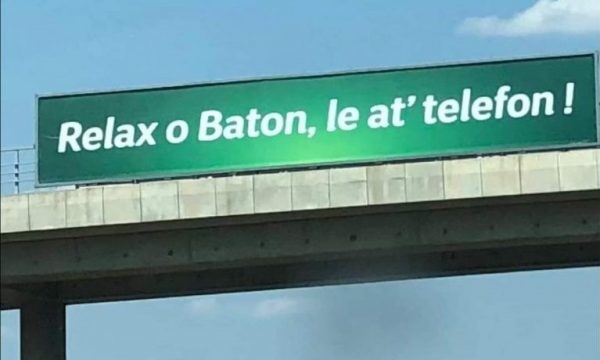 Relax o Baton, le at' telefon !